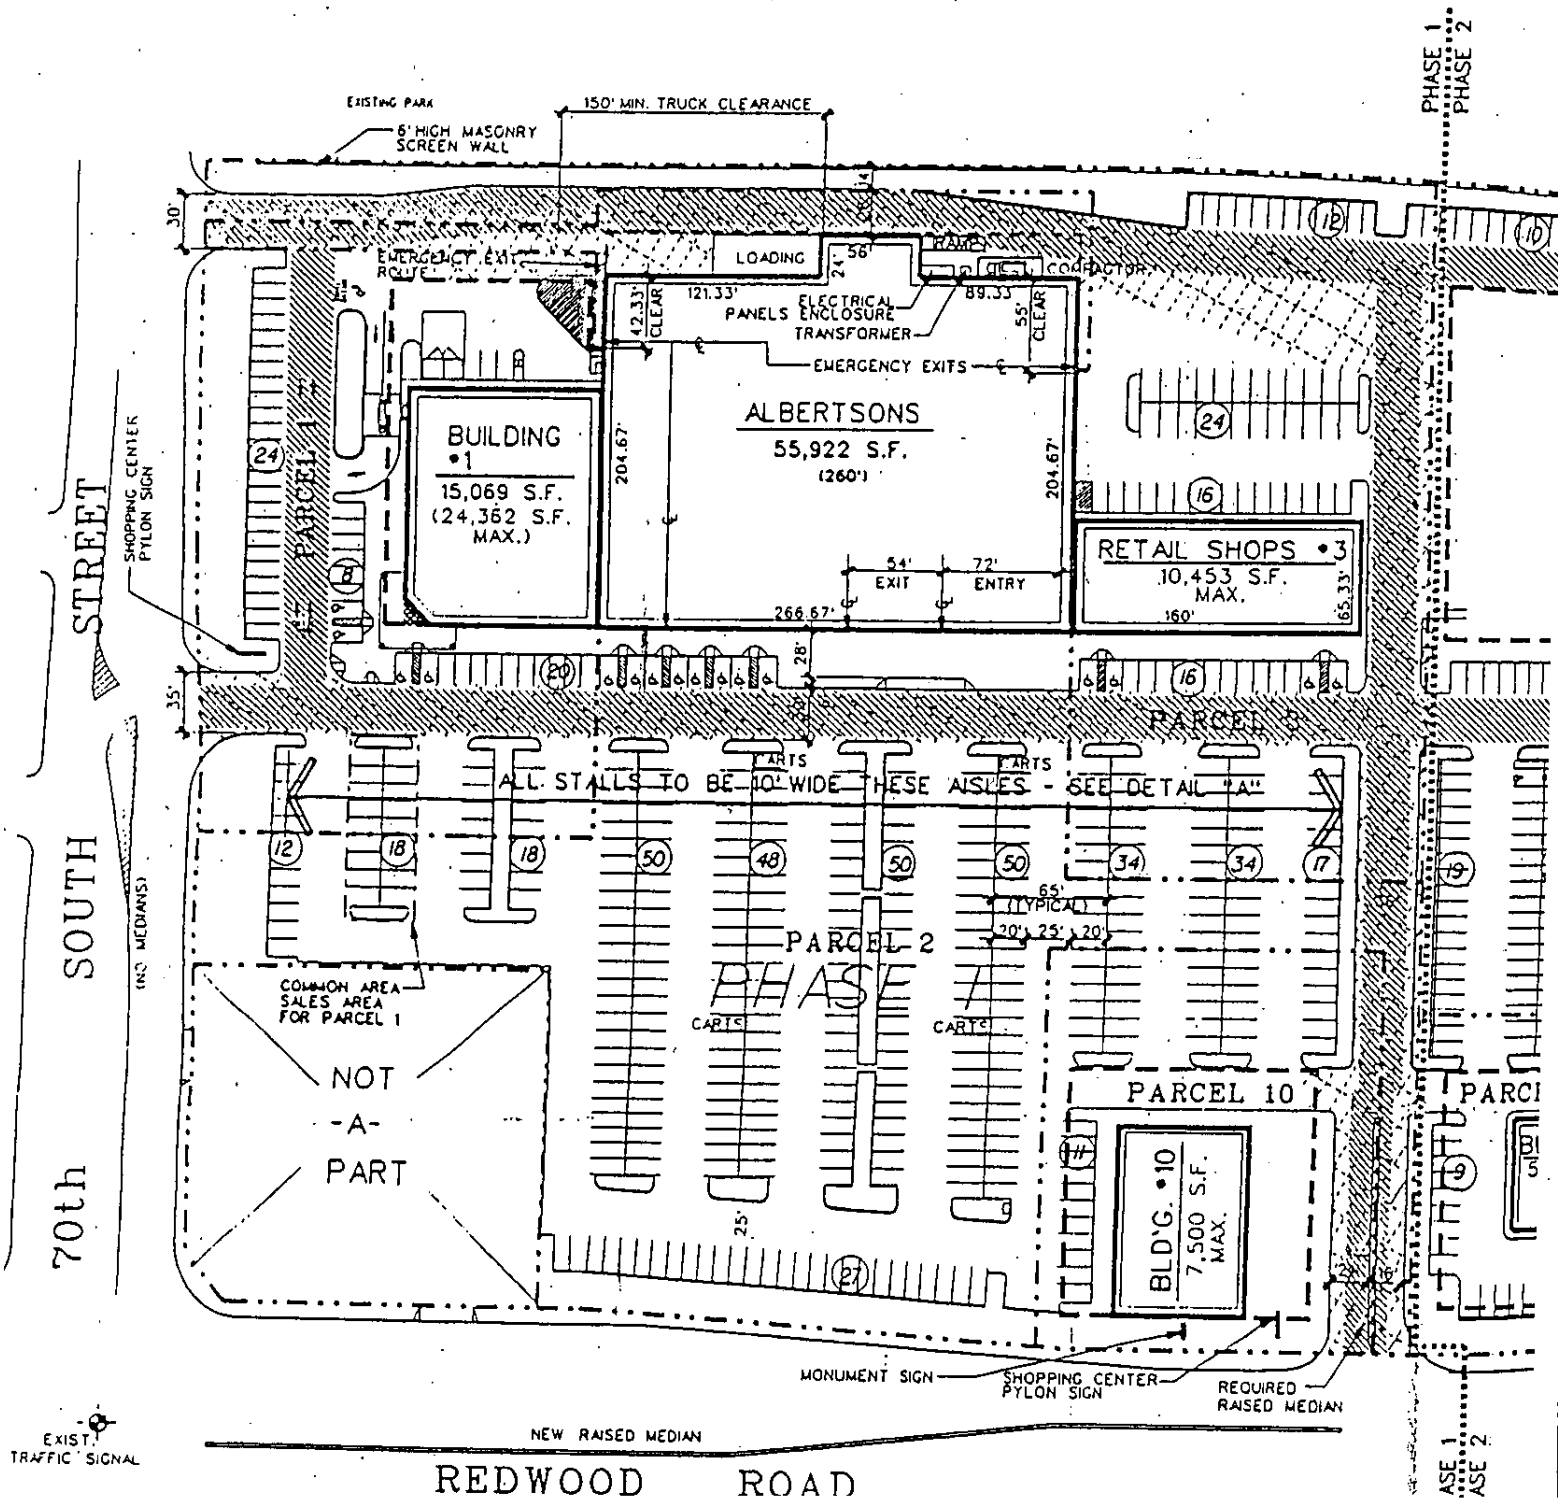 PHASE 1
PHASE 2
EXISTING PARK
150' MIN. TRUCK CLEARANCE
6' HIGH MASONRY
SCREEN WALL
30'
12
10
EMERGENCY EXIT
ROUTE
LOADING
56'
24'
RAMP
COMPACTOR
121.33'
89.33'
42.33'
CLEAR
55'
CLEAR
ELECTRICAL
PANELS ENCLOSURE
TRANSFORMER
EMERGENCY EXITS
SHOPPING CENTER
PYLON SIGN
24
PARCEL 1
8
BUILDING
•1
15,069 S.F.
(24,362 S.F.
MAX.)
204.67'
ALBERTSONS
55,922 S.F.
(260')
204.67'
24
16
RETAIL SHOPS •3
10,453 S.F.
MAX.
160'
65.33'
54'
EXIT
72'
ENTRY
266.67'
28'
35'
20
16
PARCEL 3
CARTS
CARTS
ALL STALLS TO BE 10' WIDE THESE AISLES - SEE DETAIL "A"
12
18
18
50
48
50
50
34
34
17
19
65'
(TYPICAL)
20'
25'
20'
PARCEL 2
PHASE 1
CARTS
CARTS
COMMON AREA
SALES AREA
FOR PARCEL 1
NOT
-A-
PART
PARCEL 10
PARC
11
BLD'G. •10
7,500 S.F.
MAX.
9
25'
27
70th SOUTH STREET
(NO MEDIANS)
MONUMENT SIGN
SHOPPING CENTER
PYLON SIGN
REQUIRED
RAISED MEDIAN
EXIST.
TRAFFIC SIGNAL
NEW RAISED MEDIAN
REDWOOD ROAD
ASE 1
ASE 2